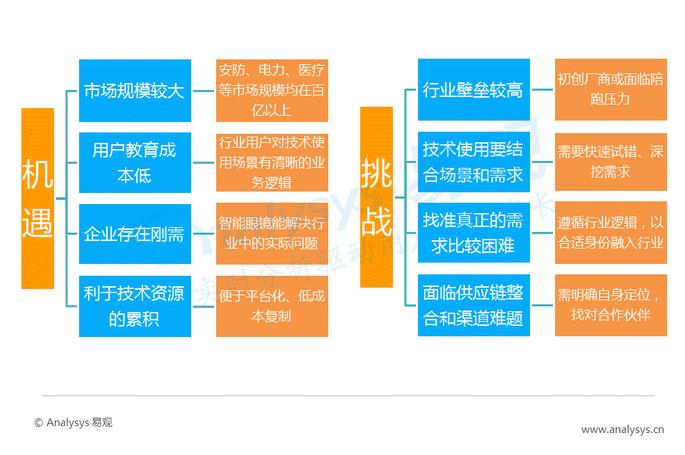 机
遇
市场规模较大
安防、电力、医疗
等市场规模均在百
亿以上
用户教育成
本低
行业用户对技术使
用场景有清晰的业
务逻辑
企业存在刚需
智能眼镜能解决行
业中的实际问题
利于技术资源
的累积
便于平台化、低成
本复制
挑
战
行业壁垒较高
初创厂商或面临陪
跑压力
技术使用要结
合场景和需求
需要快速试错、深
挖需求
找准真正的需
求比较困难
遵循行业逻辑，以
合适身份融入行业
面临供应链整
合和渠道难题
需明确自身定位，
找对合作伙伴
Analysys 易观
© Analysys 易观
www.analysys.cn